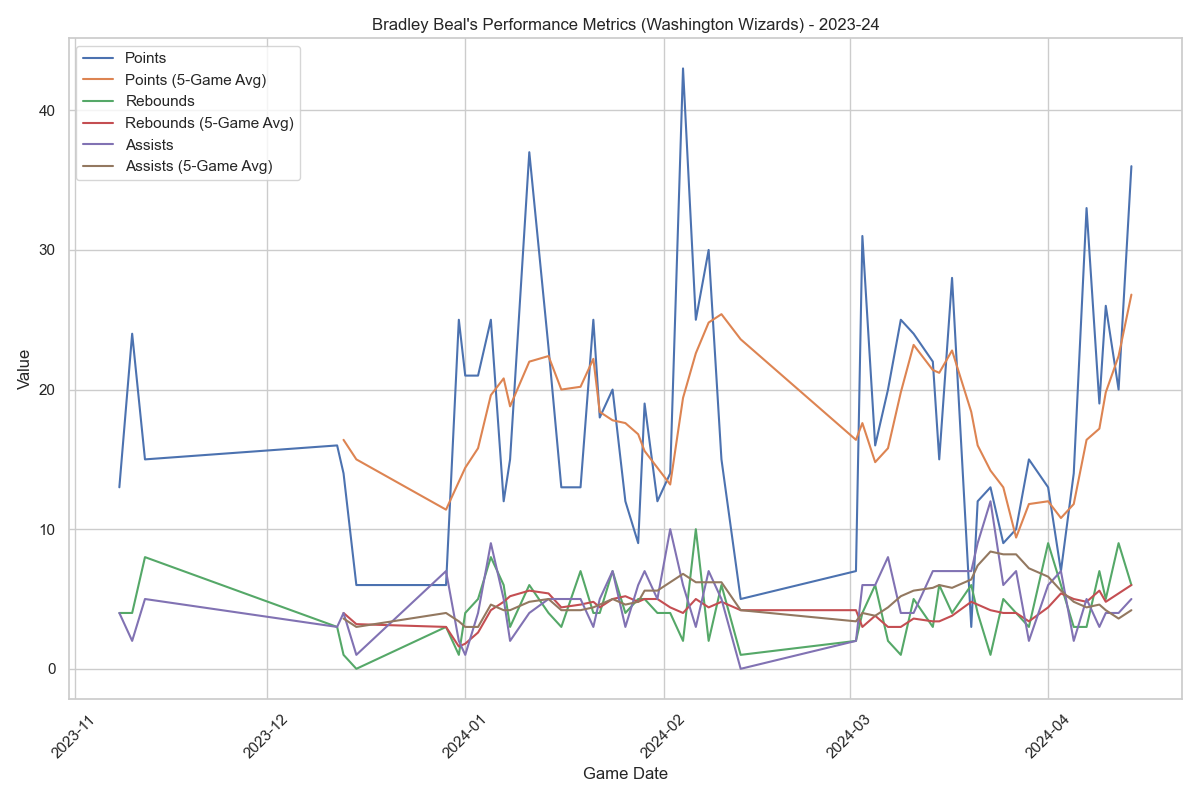 Bradley Beal's Performance Metrics (Washington Wizards) - 2023-24
Points
Points (5-Game Avg)
Rebounds
Rebounds (5-Game Avg)
Assists
Assists (5-Game Avg)
Value
40
30
20
10
0
2023-11
2023-12
2024-01
2024-02
2024-03
2024-04
Game Date